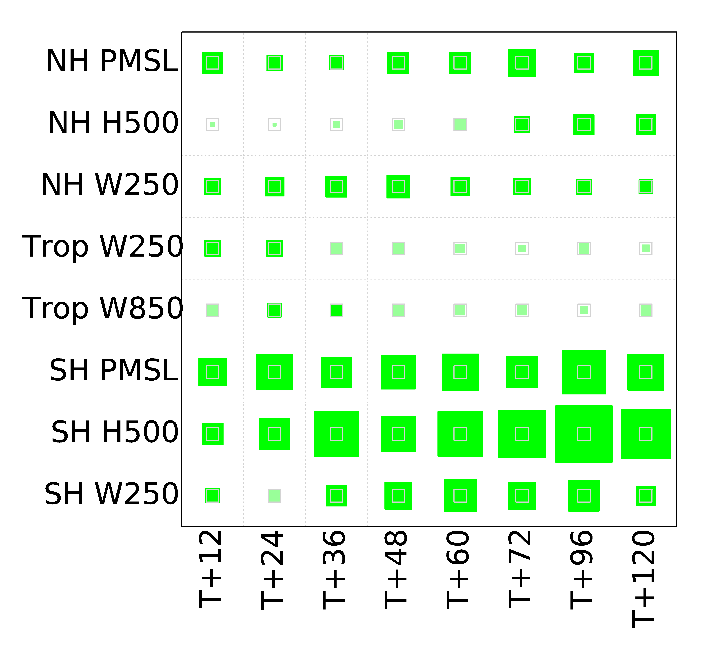 NH PMSL
NH H500
NH W250
Trop W250
Trop W850
SH PMSL
SH H500
SH W250
T+12
T+24
T+36
T+48
T+60
T+72
T+96
T+120